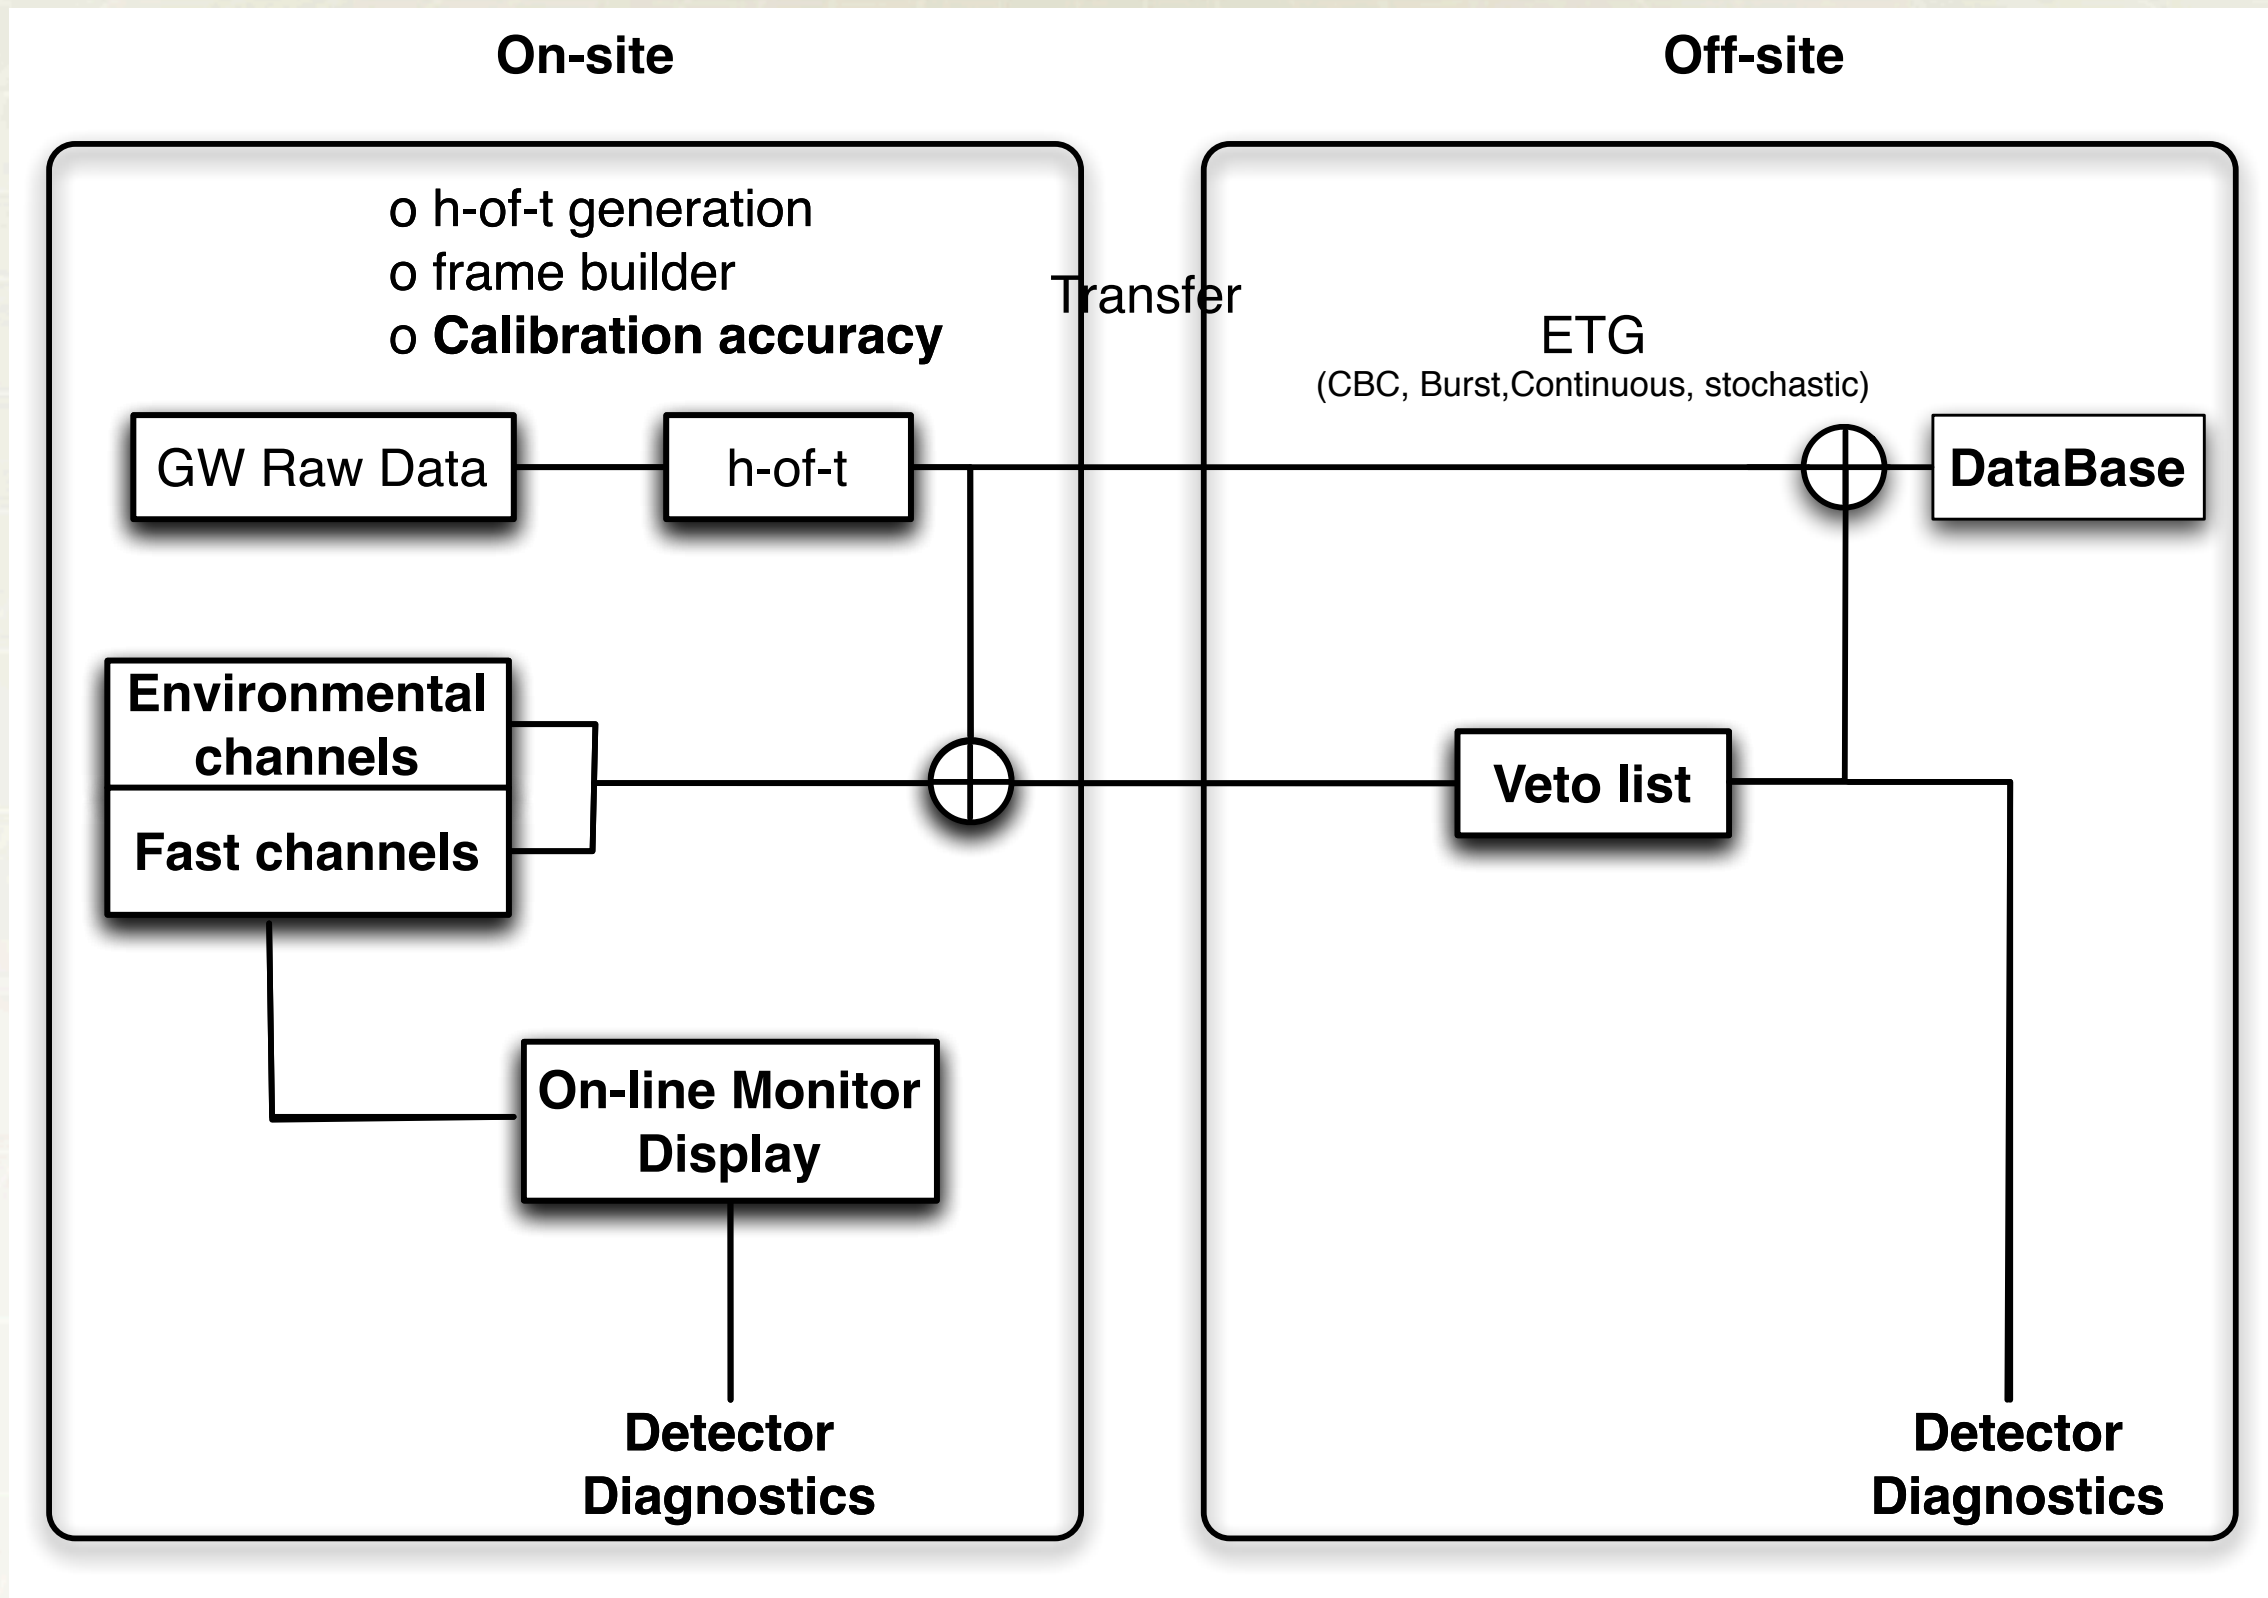 On-site
Off-site
o h-of-t generation
o frame builder
o Calibration accuracy
Transfer
ETG
(CBC, Burst,Continuous, stochastic)
GW Raw Data
h-of-t
DataBase
Environmental
channels
Fast channels
Veto list
On-line Monitor
Display
Detector
Diagnostics
Detector
Diagnostics